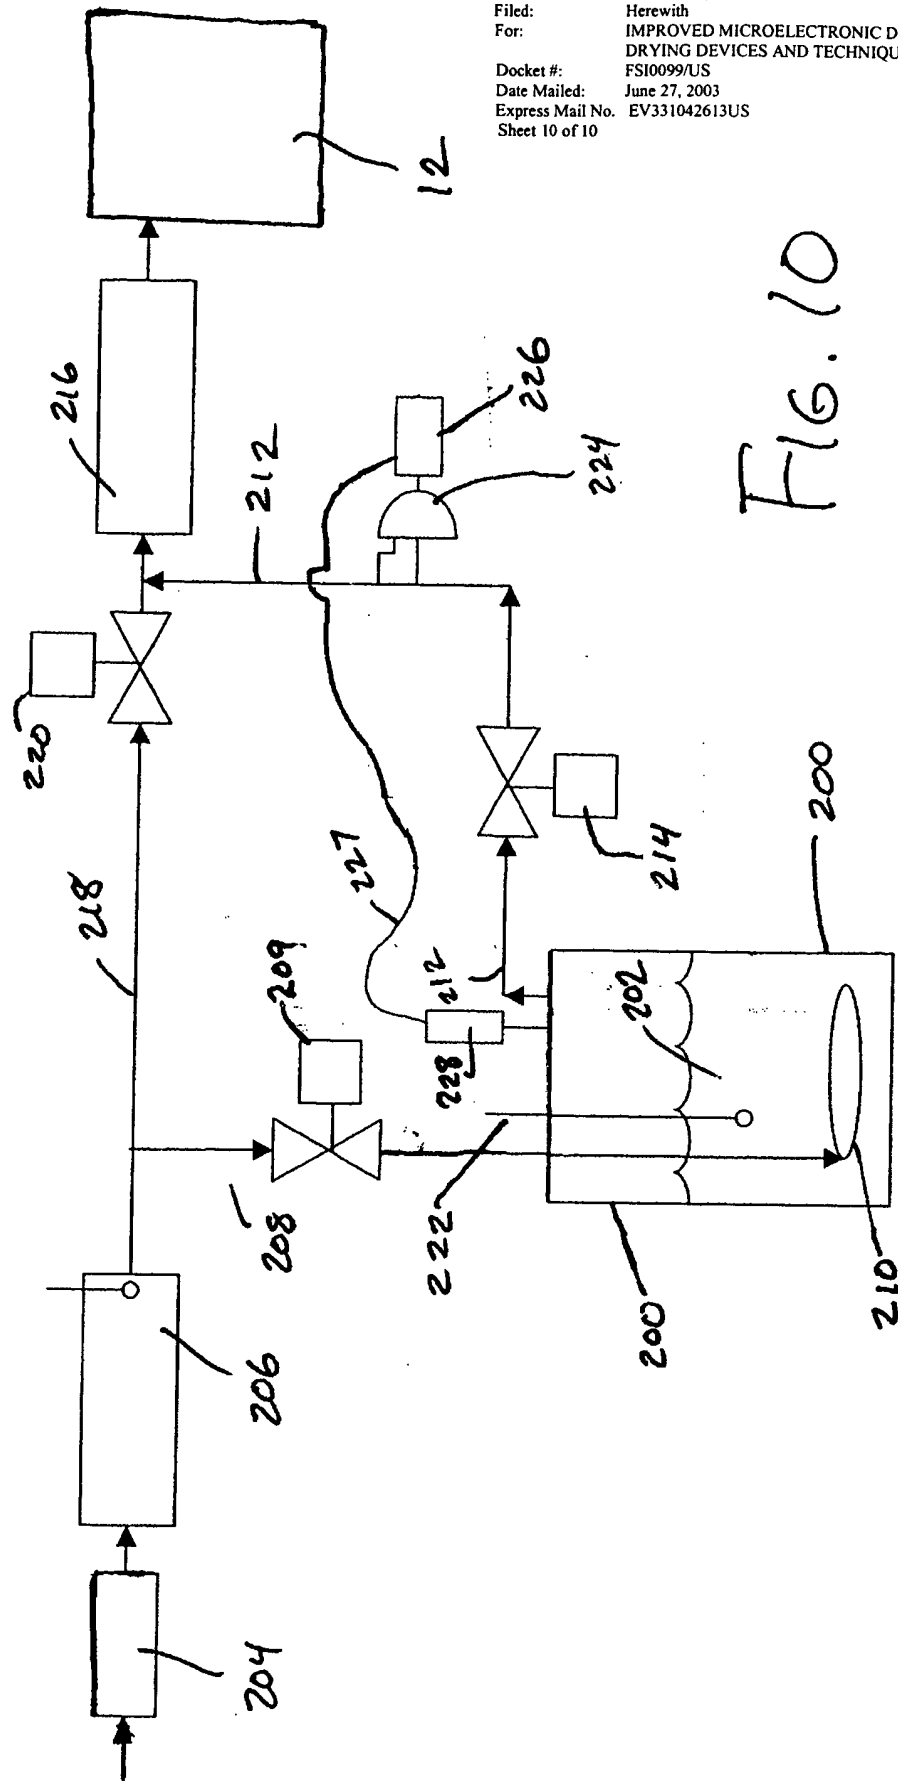 Filed: Herewith
For: IMPROVED MICROELECTRONIC D
DRYING DEVICES AND TECHNIQU
Docket #: FSI0099/US
Date Mailed: June 27, 2003
Express Mail No. EV331042613US
Sheet 10 of 10
12
216
212
226
224
220
218
227
214
200
209
212
202
228
208
222
200
210
206
204
FIG. 10